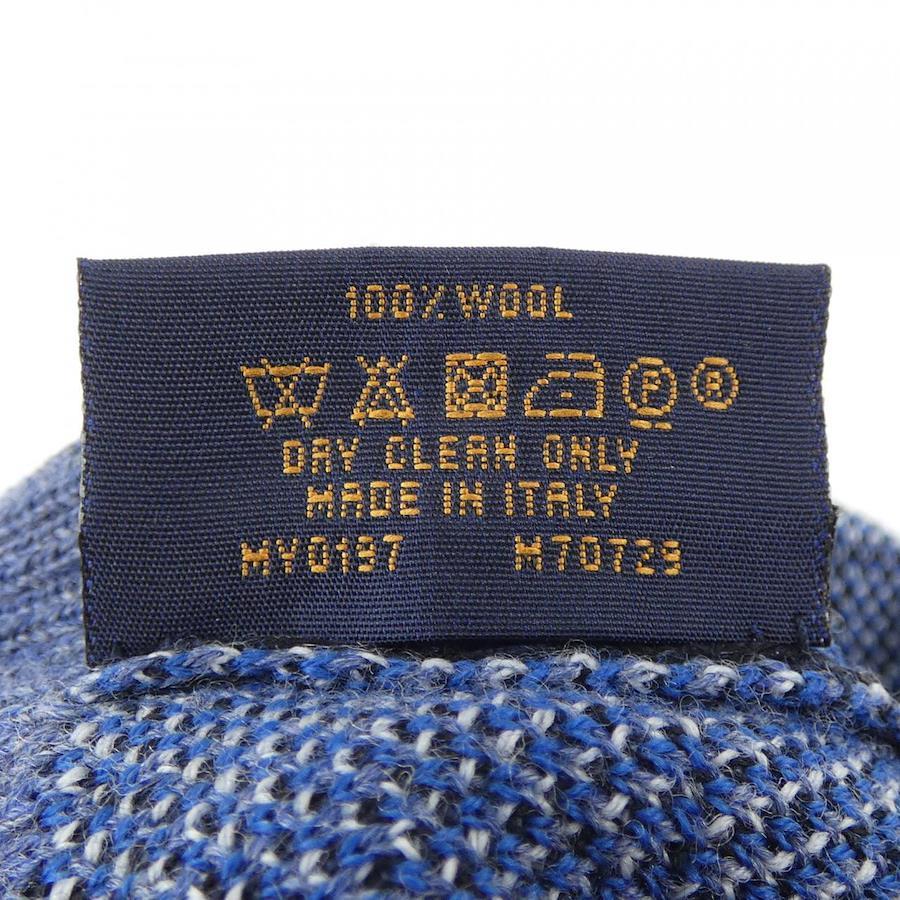 100% WOOL
P R
DRY CLEAN ONLY
MADE IN ITALY
MY0197 M70729